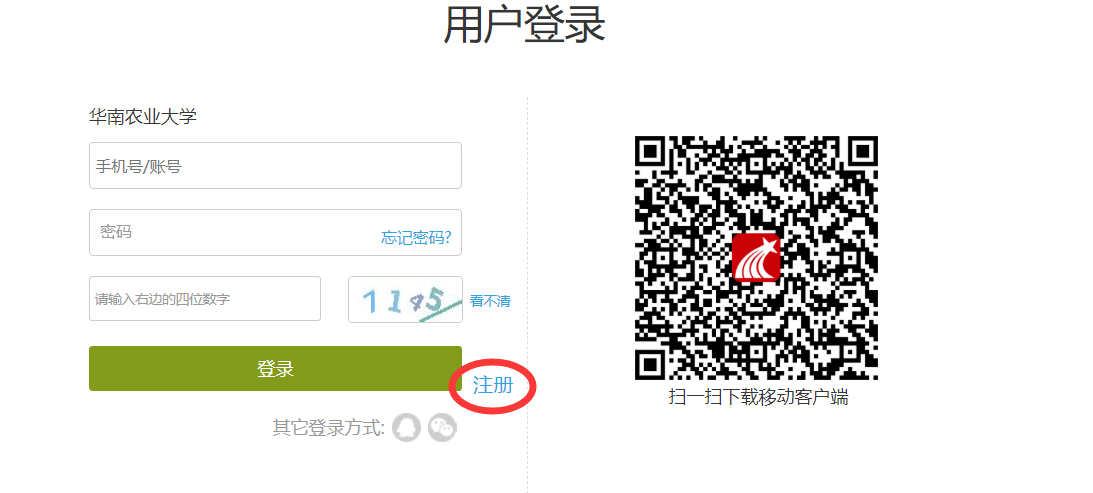 用户登录
华南农业大学
手机号/账号
密码 忘记密码?
请输入右边的四位数字 7145 看不清
登录 注册
其它登录方式:
扫一扫下载移动客户端